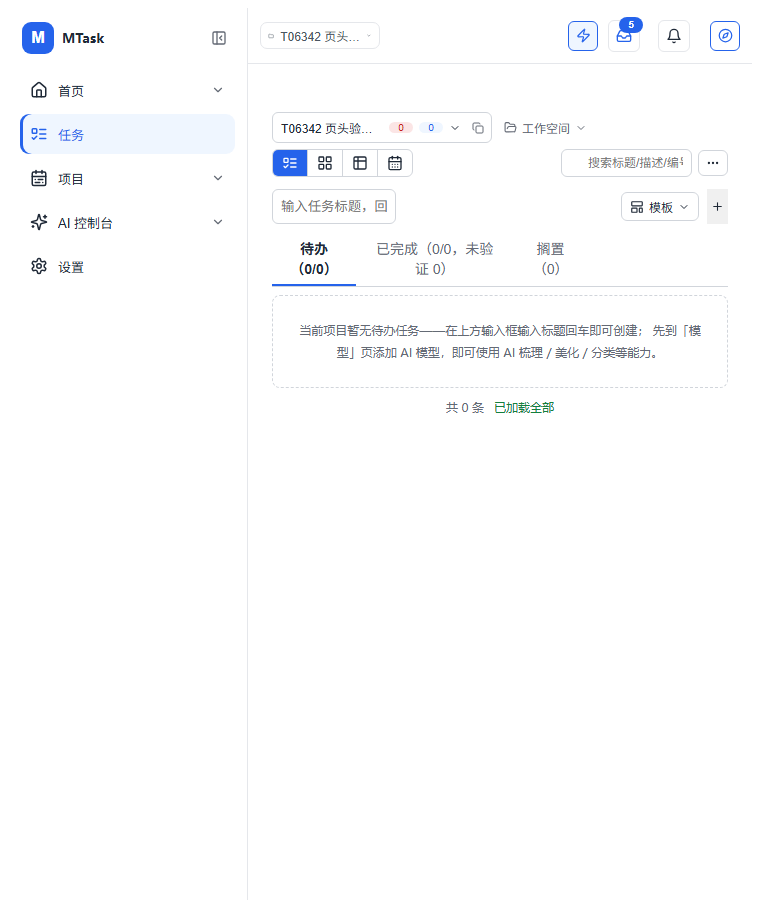 M MTask
首页
任务
项目
AI 控制台
设置
T06342 页头...
5
T06342 页头验... 0 0
工作空间
搜索标题/描述/编号
输入任务标题，回
模板
+
待办
（0/0）
已完成（0/0，未验
证 0）
搁置
（0）
当前项目暂无待办任务——在上方输入框输入标题回车即可创建； 先到「模
型」页添加 AI 模型，即可使用 AI 梳理 / 美化 / 分类等能力。
共 0 条 已加载全部